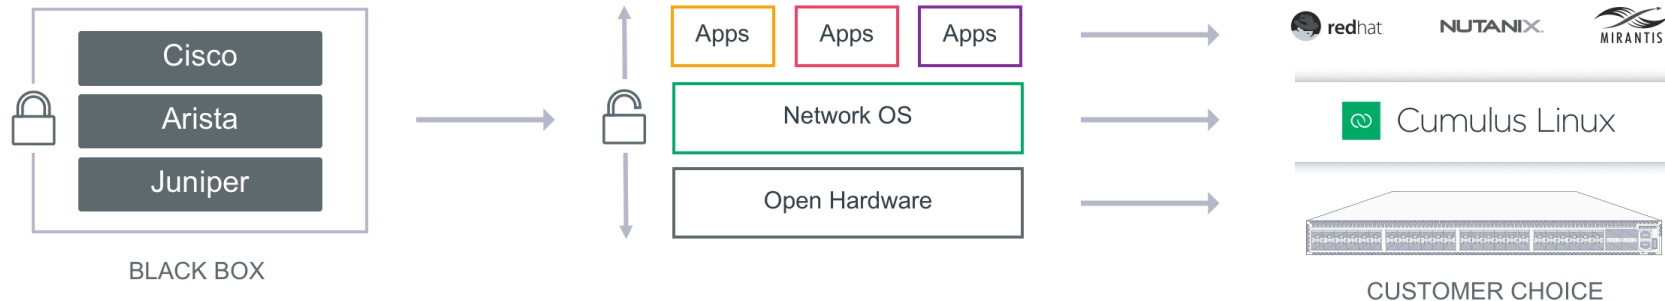 Cisco
Arista
Juniper
BLACK BOX
Apps Apps Apps
Network OS
Open Hardware
redhat NUTANIX. MIRANTIS
Cumulus Linux
CUSTOMER CHOICE